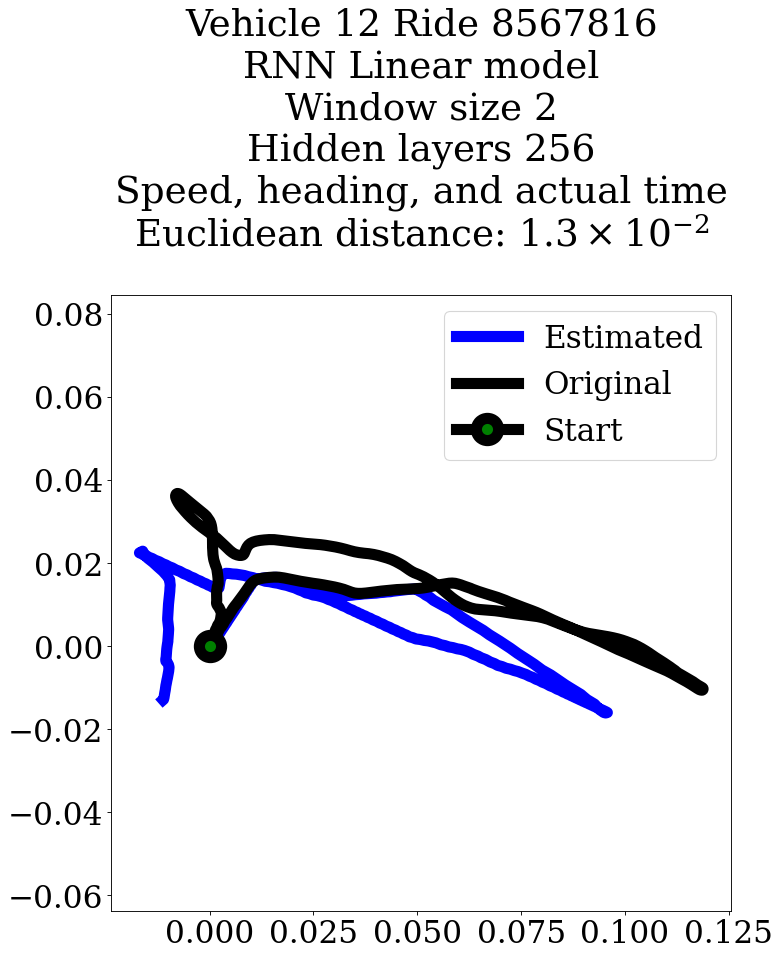 Vehicle 12 Ride 8567816
RNN Linear model
Window size 2
Hidden layers 256
Speed, heading, and actual time
Euclidean distance: 1.3 × 10⁻²
Estimated
Original
Start
0.08
0.06
0.04
0.02
0.00
−0.02
−0.04
−0.06
0.000 0.025 0.050 0.075 0.100 0.125